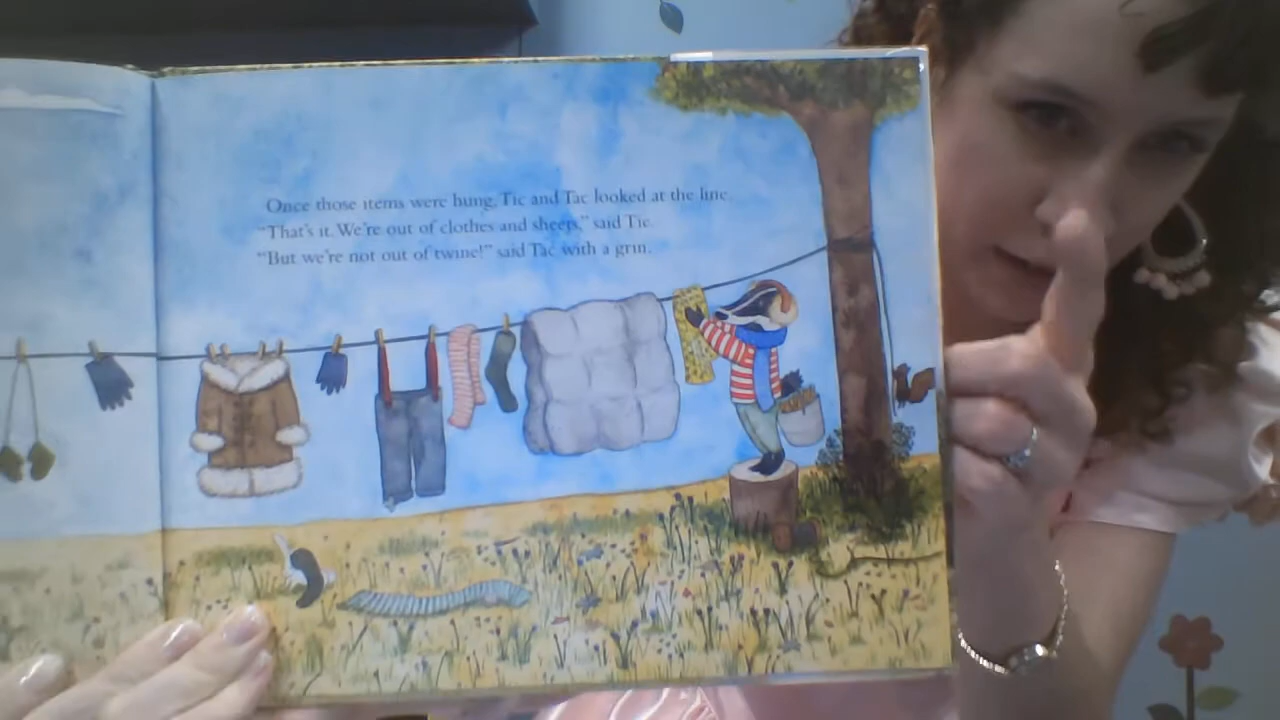 Once those items were hung, Tic and Tac looked at the line.
"That's it. We're out of clothes and sheets," said Tic.
"But we're not out of twine!" said Tac with a grin.